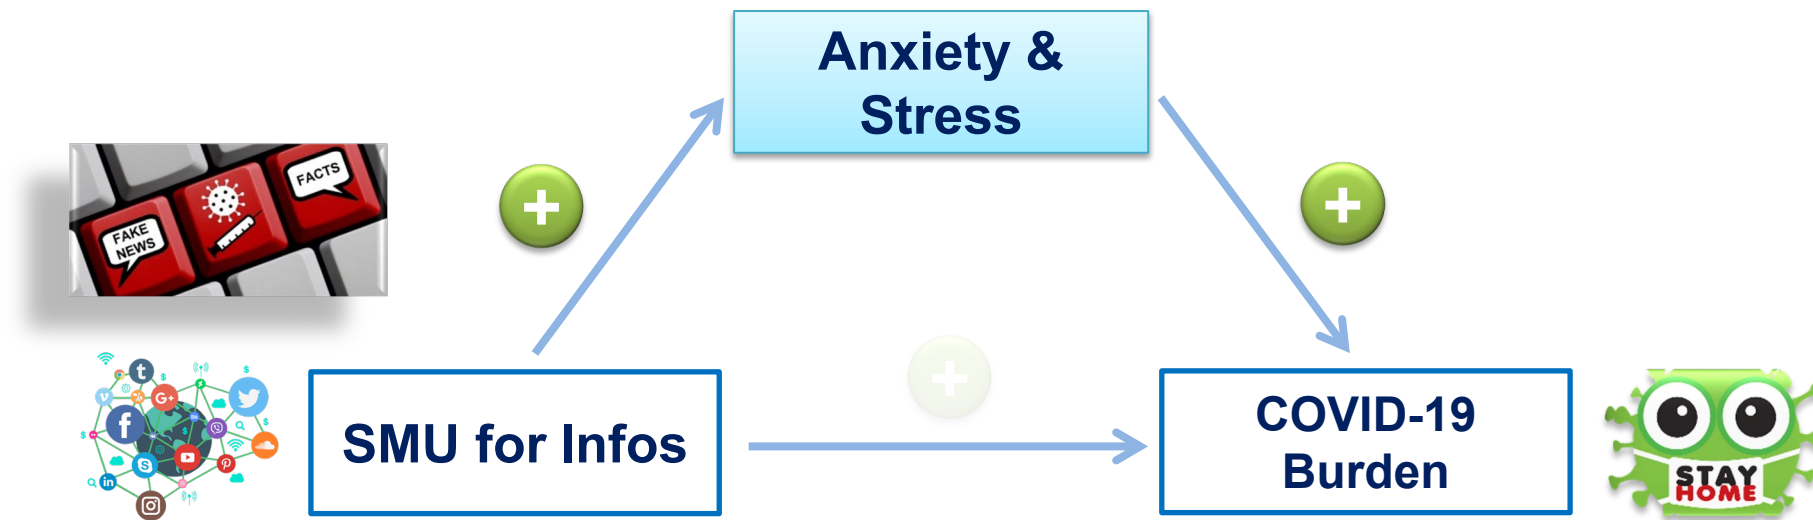 Anxiety &
Stress
FACTS
FAKE
NEWS
SMU for Infos
COVID-19
Burden
STAY
HOME